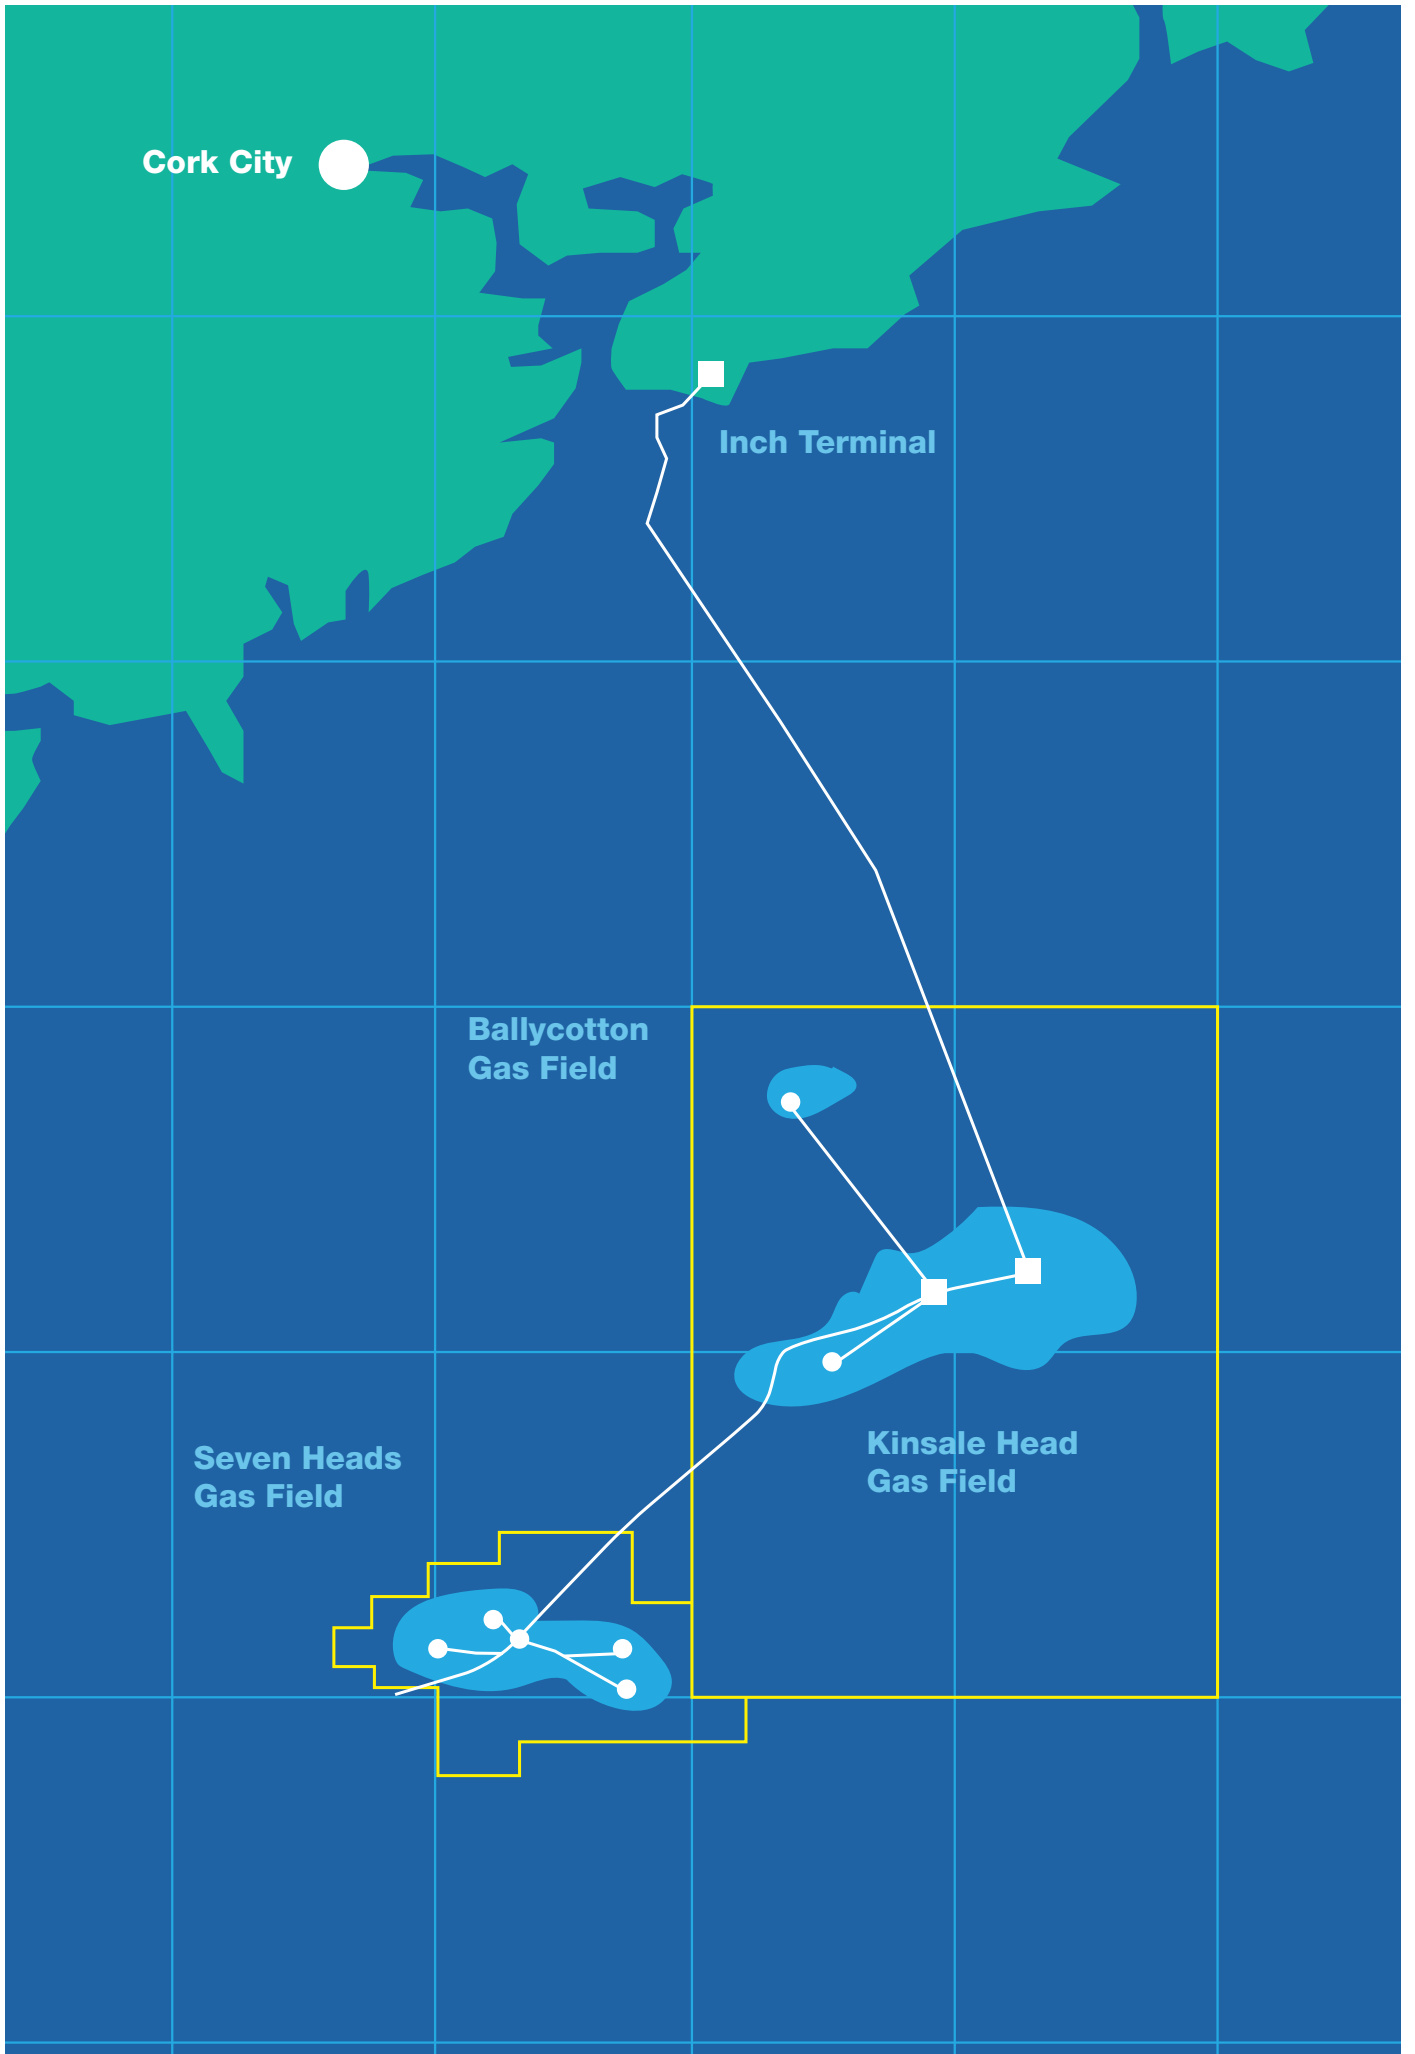 Cork City
Inch Terminal
Ballycotton
Gas Field
Kinsale Head
Gas Field
Seven Heads
Gas Field